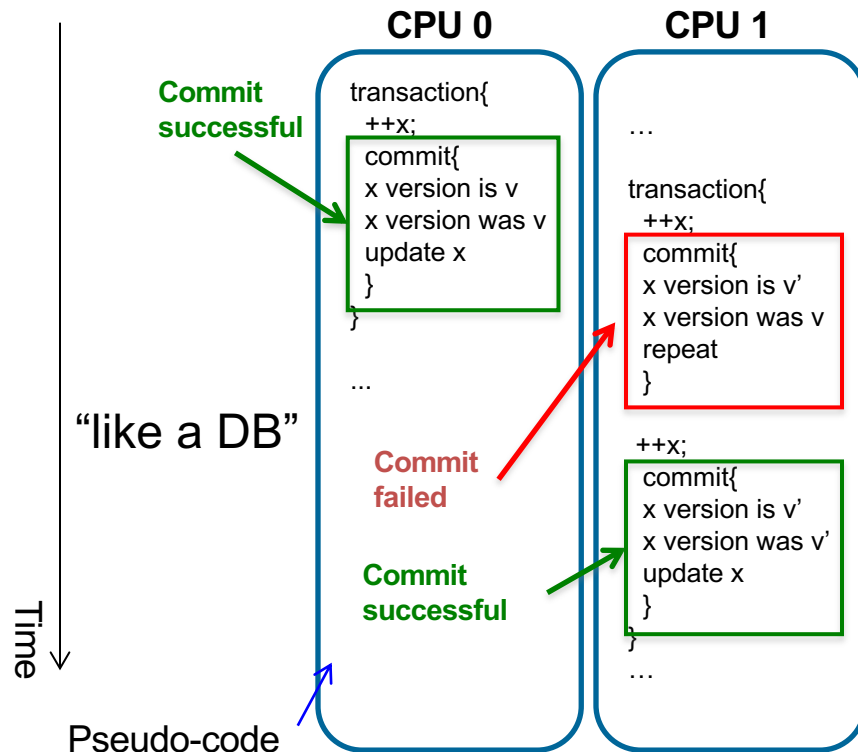 CPU 0
CPU 1
Commit
successful
transaction{
++x;
commit{
x version is v
x version was v
update x
}
}
...
…
transaction{
++x;
commit{
x version is v’
x version was v
repeat
}
“like a DB”
Commit
failed
++x;
commit{
x version is v’
x version was v’
update x
}
}
…
Commit
successful
Time
Pseudo-code